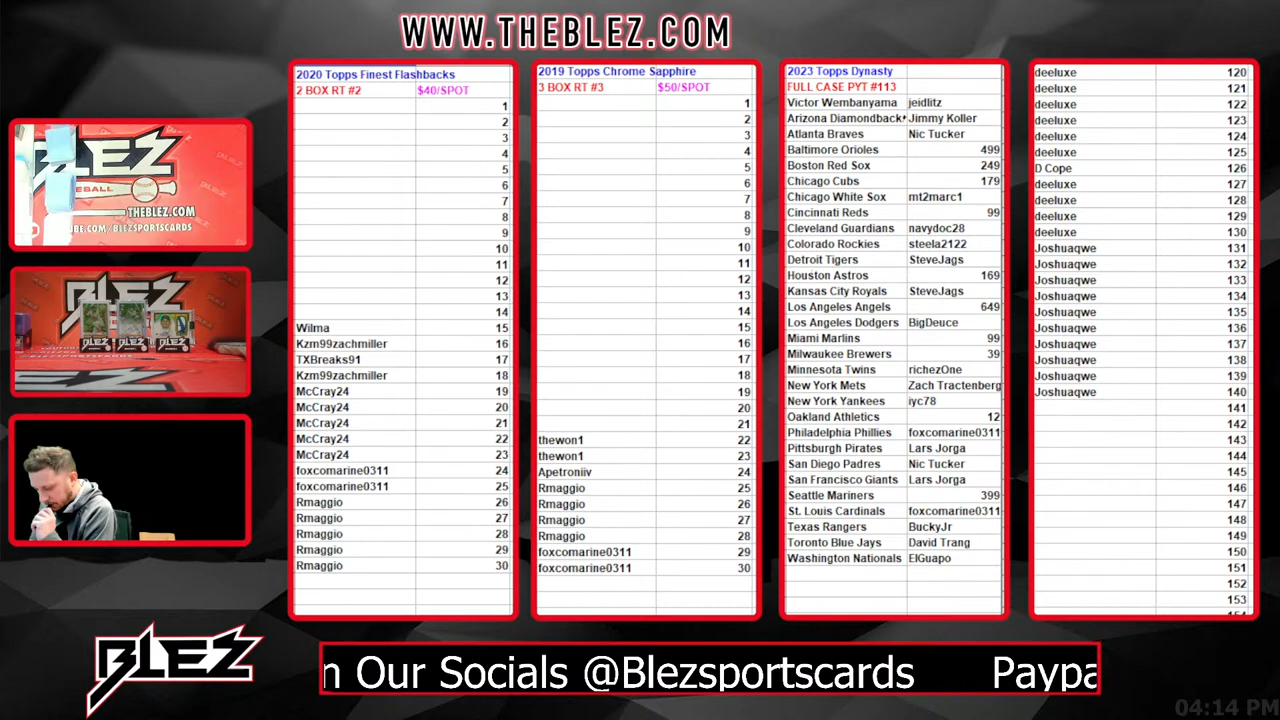 WWW.THEBLEZ.COM
2020 Topps Finest Flashbacks
2 BOX RT #2 $40/SPOT
1
2
3
4
5
6
7
8
9
10
11
12
13
14
Wilma 15
Kzm99zachmiller 16
TXBreaks91 17
Kzm99zachmiller 18
McCray24 19
McCray24 20
McCray24 21
McCray24 22
McCray24 23
foxcomarine0311 24
foxcomarine0311 25
Rmaggio 26
Rmaggio 27
Rmaggio 28
Rmaggio 29
Rmaggio 30
2019 Topps Chrome Sapphire
3 BOX RT #3 $50/SPOT
1
2
3
4
5
6
7
8
9
10
11
12
13
14
15
16
17
18
19
20
21
thewon1 22
thewon1 23
Apetroniiv 24
Rmaggio 25
Rmaggio 26
Rmaggio 27
Rmaggio 28
foxcomarine0311 29
foxcomarine0311 30
2023 Topps Dynasty
FULL CASE PYT #113
Victor Wembanyama jeidlitz
Arizona Diamondback Jimmy Koller
Atlanta Braves Nic Tucker
Baltimore Orioles 499
Boston Red Sox 249
Chicago Cubs 179
Chicago White Sox mt2marc1
Cincinnati Reds 99
Cleveland Guardians navydoc28
Colorado Rockies steela2122
Detroit Tigers SteveJags
Houston Astros 169
Kansas City Royals SteveJags
Los Angeles Angels 649
Los Angeles Dodgers BigDeuce
Miami Marlins 99
Milwaukee Brewers 39
Minnesota Twins richezOne
New York Mets Zach Tractenberg
New York Yankees iyc78
Oakland Athletics 12
Philadelphia Phillies foxcomarine0311
Pittsburgh Pirates Lars Jorga
San Diego Padres Nic Tucker
San Francisco Giants Lars Jorga
Seattle Mariners 399
St. Louis Cardinals foxcomarine0311
Texas Rangers BuckyJr
Toronto Blue Jays David Trang
Washington Nationals ElGuapo
deeluxe 120
deeluxe 121
deeluxe 122
deeluxe 123
deeluxe 124
deeluxe 125
D Cope 126
deeluxe 127
deeluxe 128
deeluxe 129
deeluxe 130
Joshuaqwe 131
Joshuaqwe 132
Joshuaqwe 133
Joshuaqwe 134
Joshuaqwe 135
Joshuaqwe 136
Joshuaqwe 137
Joshuaqwe 138
Joshuaqwe 139
Joshuaqwe 140
141
142
143
144
145
146
147
148
149
150
151
152
153
154
BLEZ
THEBLEZ.COM
BLEZ
BLEZ
n Our Socials @Blezsportscards Paypa
04:14 PM